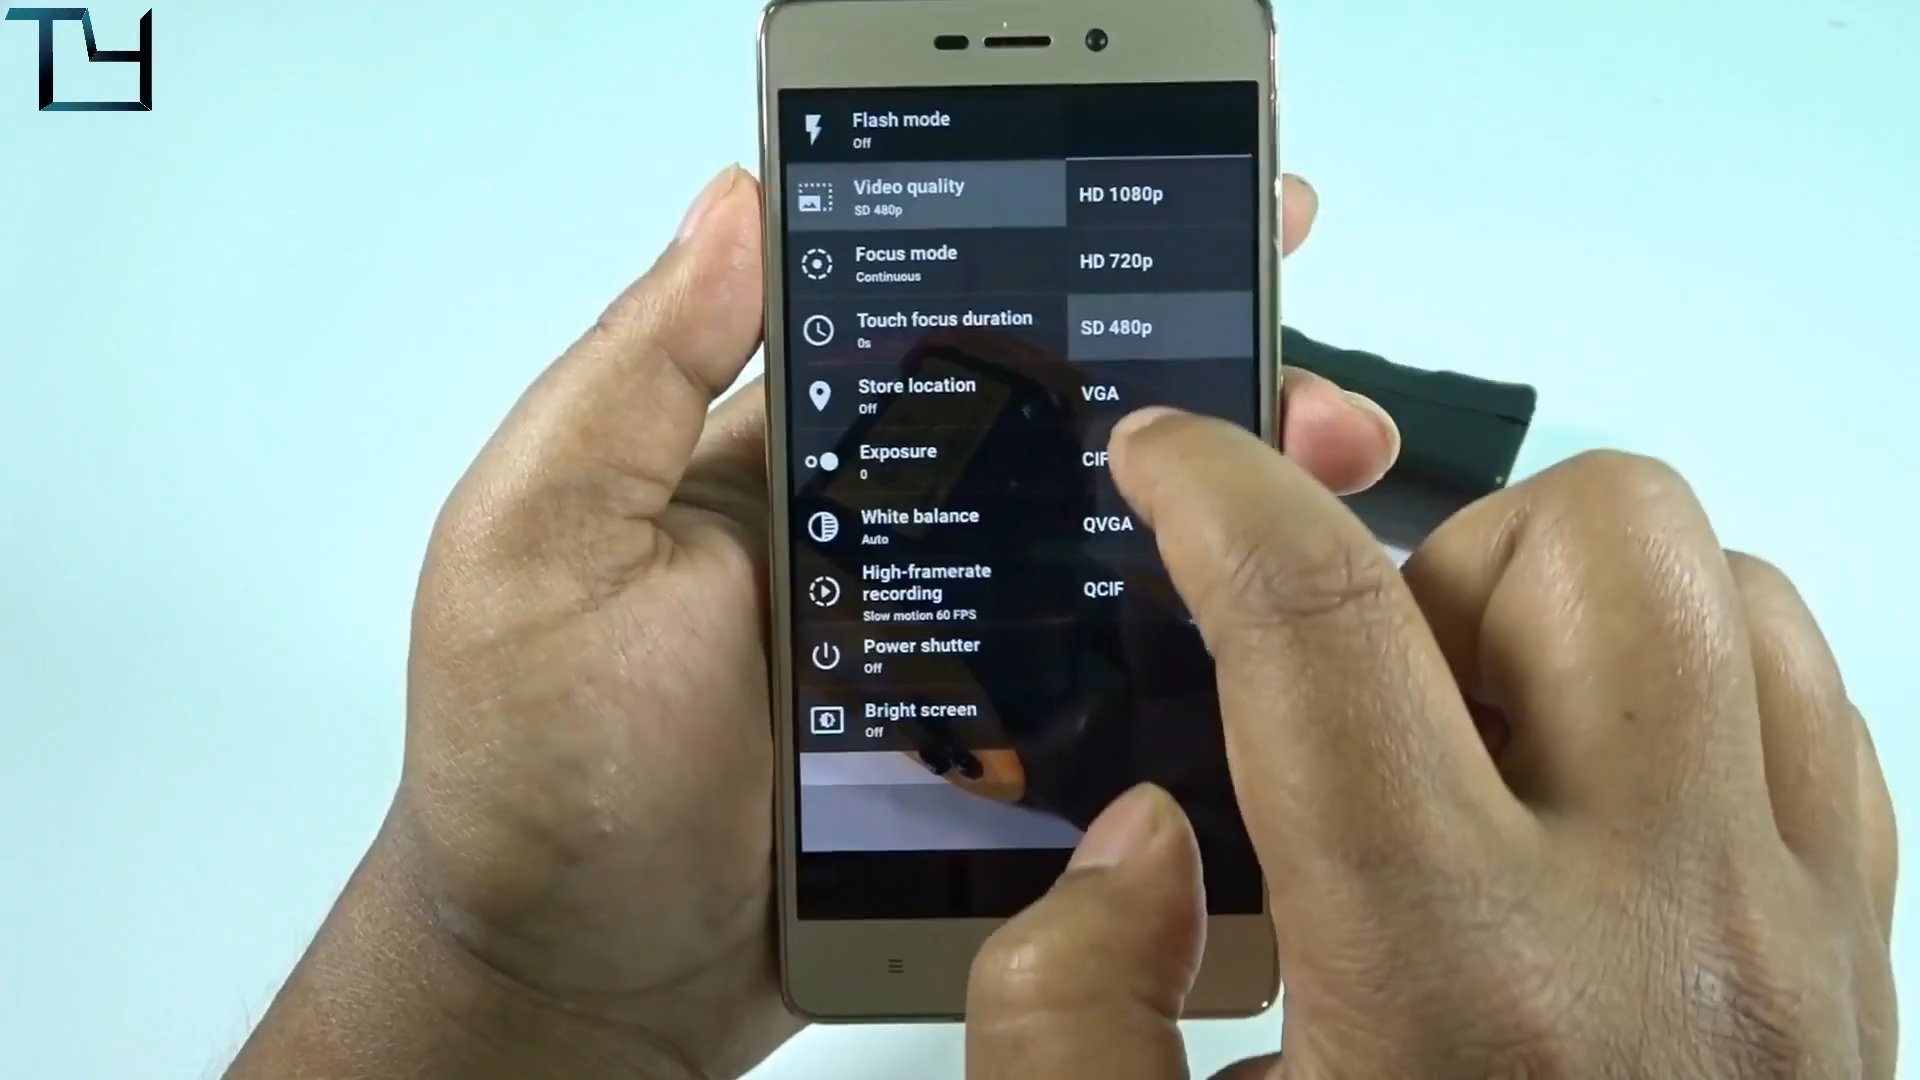 TY
Flash mode
Off
Video quality
SD 480p
Focus mode
Continuous
Touch focus duration
0s
Store location
Off
Exposure
0
White balance
Auto
High-framerate
recording
Slow motion 60 FPS
Power shutter
Off
Bright screen
Off
HD 1080p
HD 720p
SD 480p
VGA
CIF
QVGA
QCIF